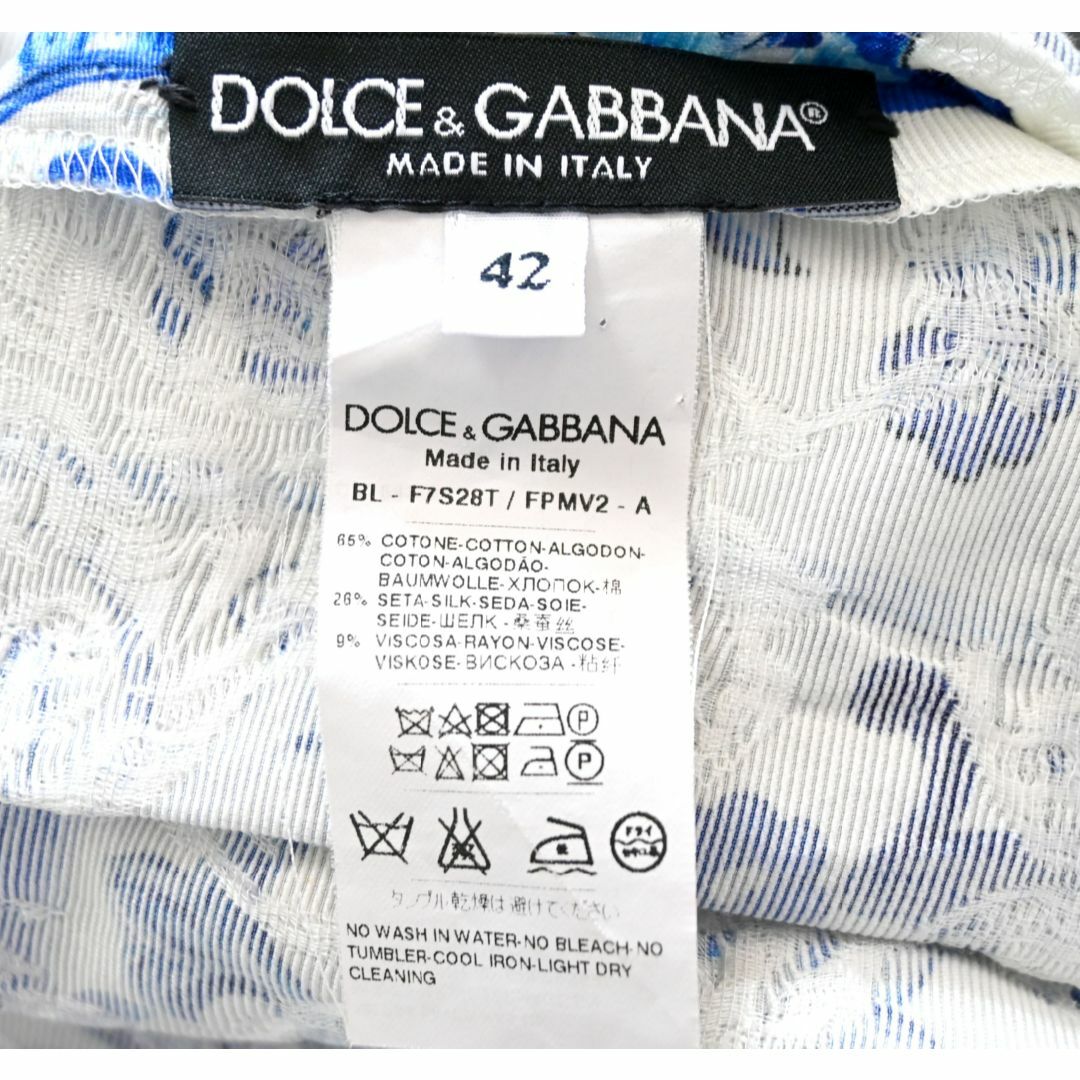 DOLCE & GABBANA®
MADE IN ITALY
42
DOLCE & GABBANA
Made in Italy
BL - F7S28T / FPMV2 - A
65% COTONE-COTTON-ALGODON-
COTON-ALGODÃO-
BAUMWOLLE-ХЛОПОК-棉
26% SETA-SILK-SEDA-SOIE-
SEIDE-ШЕЛК - 桑蚕丝
9% VISCOSA-RAYON-VISCOSE-
VISKOSE-ВИСКОЗА -粘纤
P
P
ドライ
タンブル乾燥は避けてください
NO WASH IN WATER-NO BLEACH-NO
TUMBLER-COOL IRON-LIGHT DRY
CLEANING